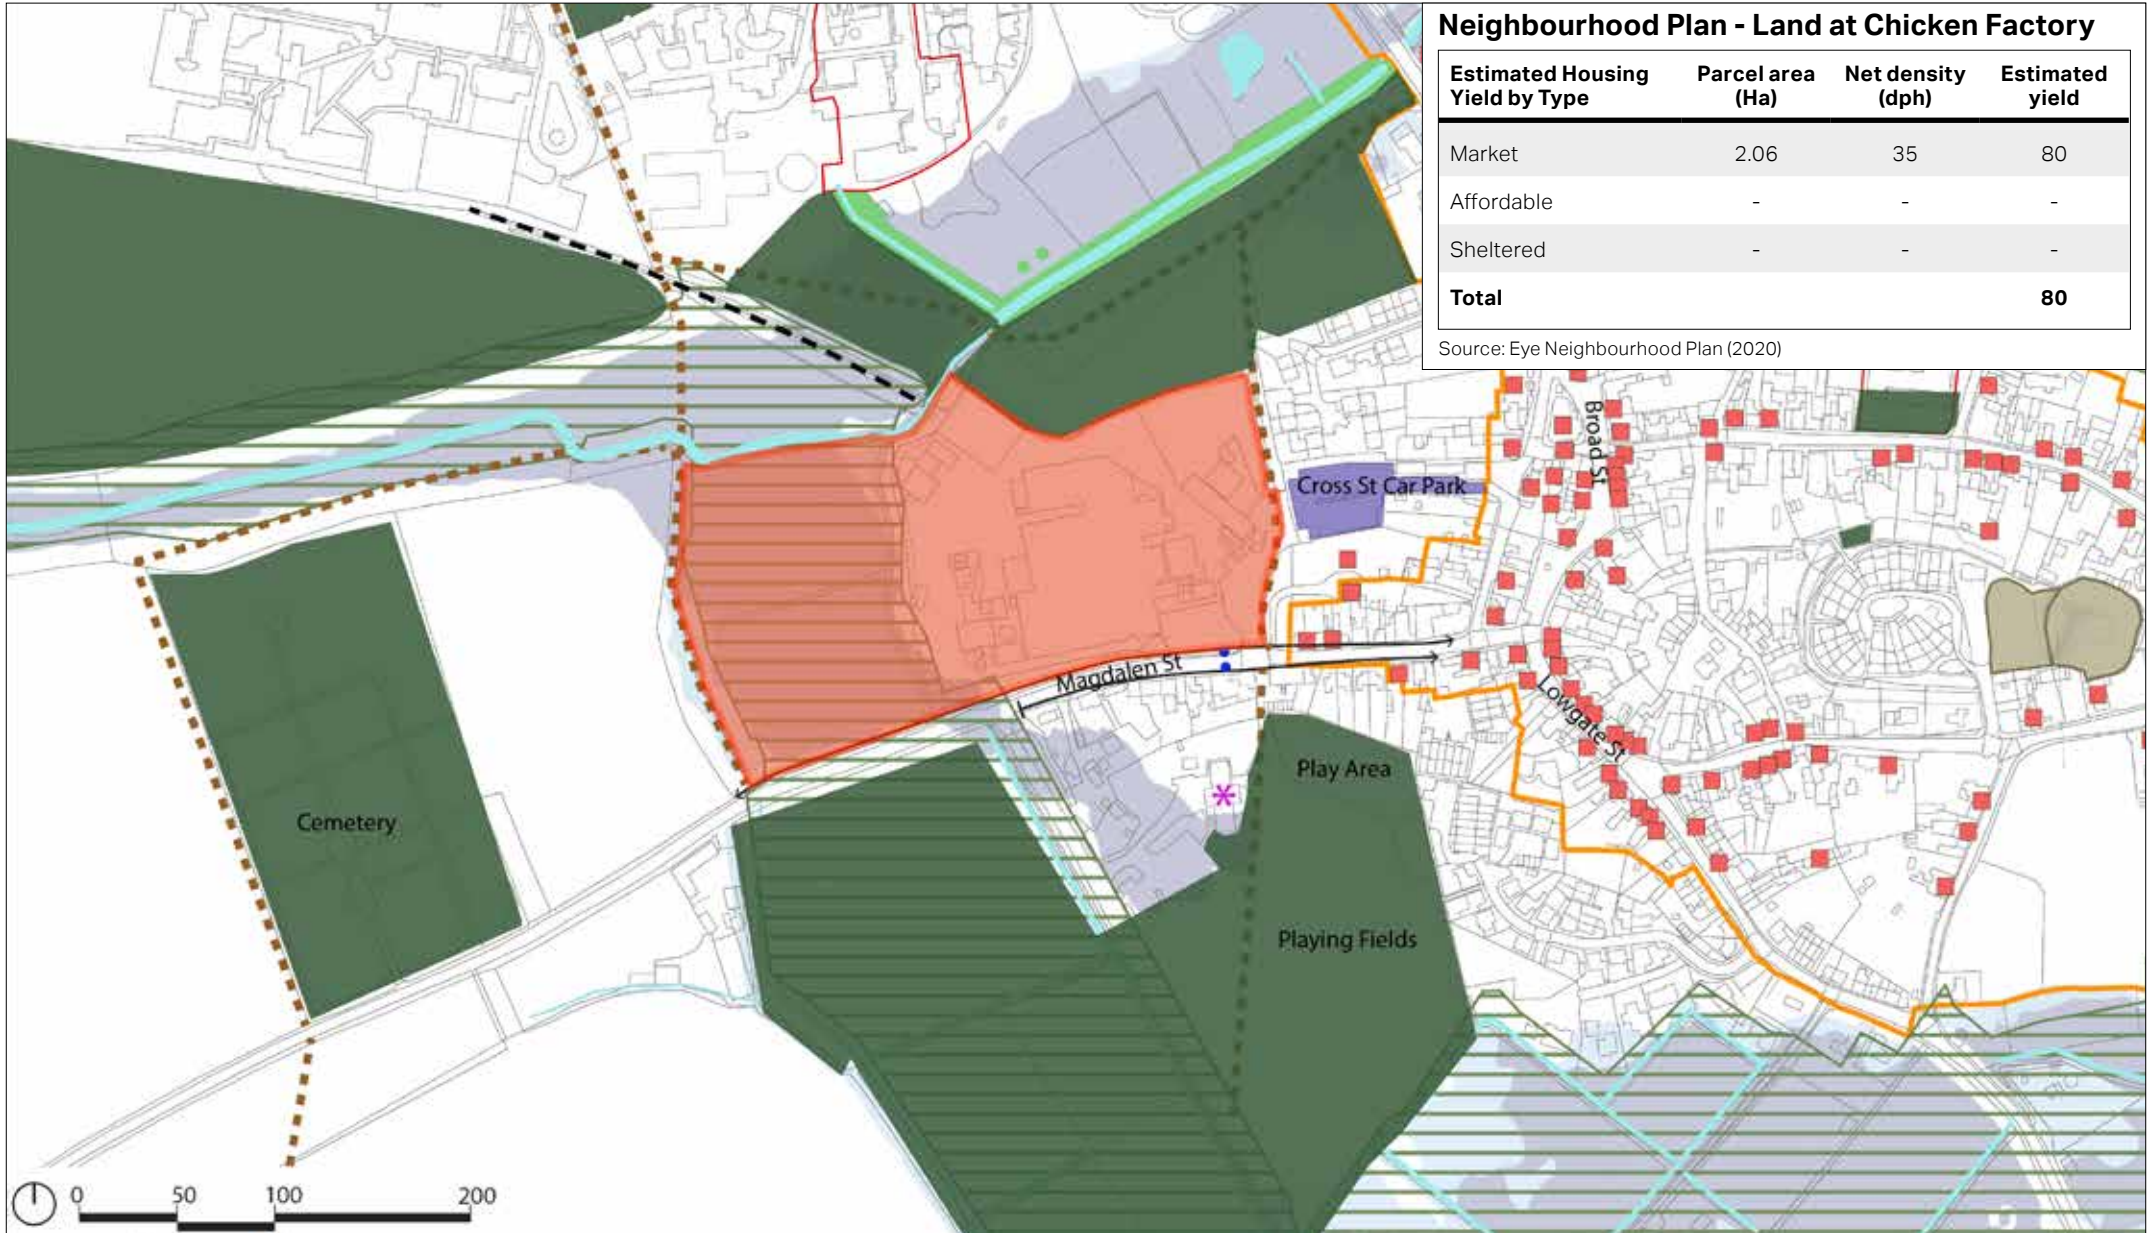 Neighbourhood Plan - Land at Chicken Factory
Estimated Housing Yield by Type Parcel area (Ha) Net density (dph) Estimated yield
Market 2.06 35 80
Affordable - - -
Sheltered - - -
Total 80
Source: Eye Neighbourhood Plan (2020)
Broad St
Cross St Car Park
Magdalen St
Lowgate St
Play Area
Cemetery
Playing Fields
0 50 100 200